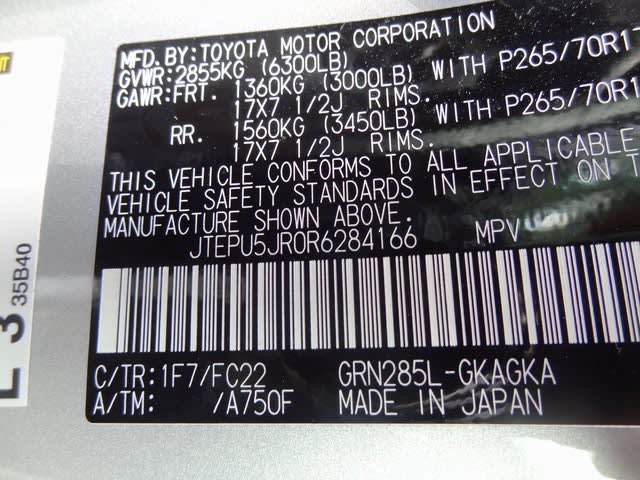 MFD.BY:TOYOTA MOTOR CORPORATION
GVWR:2855KG (6300LB)
GAWR:FRT. 1360KG (3000LB) WITH P265/70R17
17X7 1/2J RIMS.
RR. 1560KG (3450LB) WITH P265/70R1
17X7 1/2J RIMS.
THIS VEHICLE CONFORMS TO ALL APPLICABLE
VEHICLE SAFETY STANDARDS IN EFFECT ON T
MANUFACTURE SHOWN ABOVE.
JTEPU5JR0R6284166 MPV
C/TR:1F7/FC22 GRN285L-GKAGKA
A/TM: /A750F MADE IN JAPAN
35B40